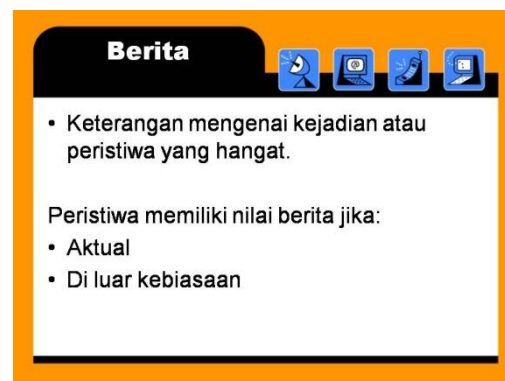 Berita
• Keterangan mengenai kejadian atau
peristiwa yang hangat.
Peristiwa memiliki nilai berita jika:
• Aktual
• Di luar kebiasaan